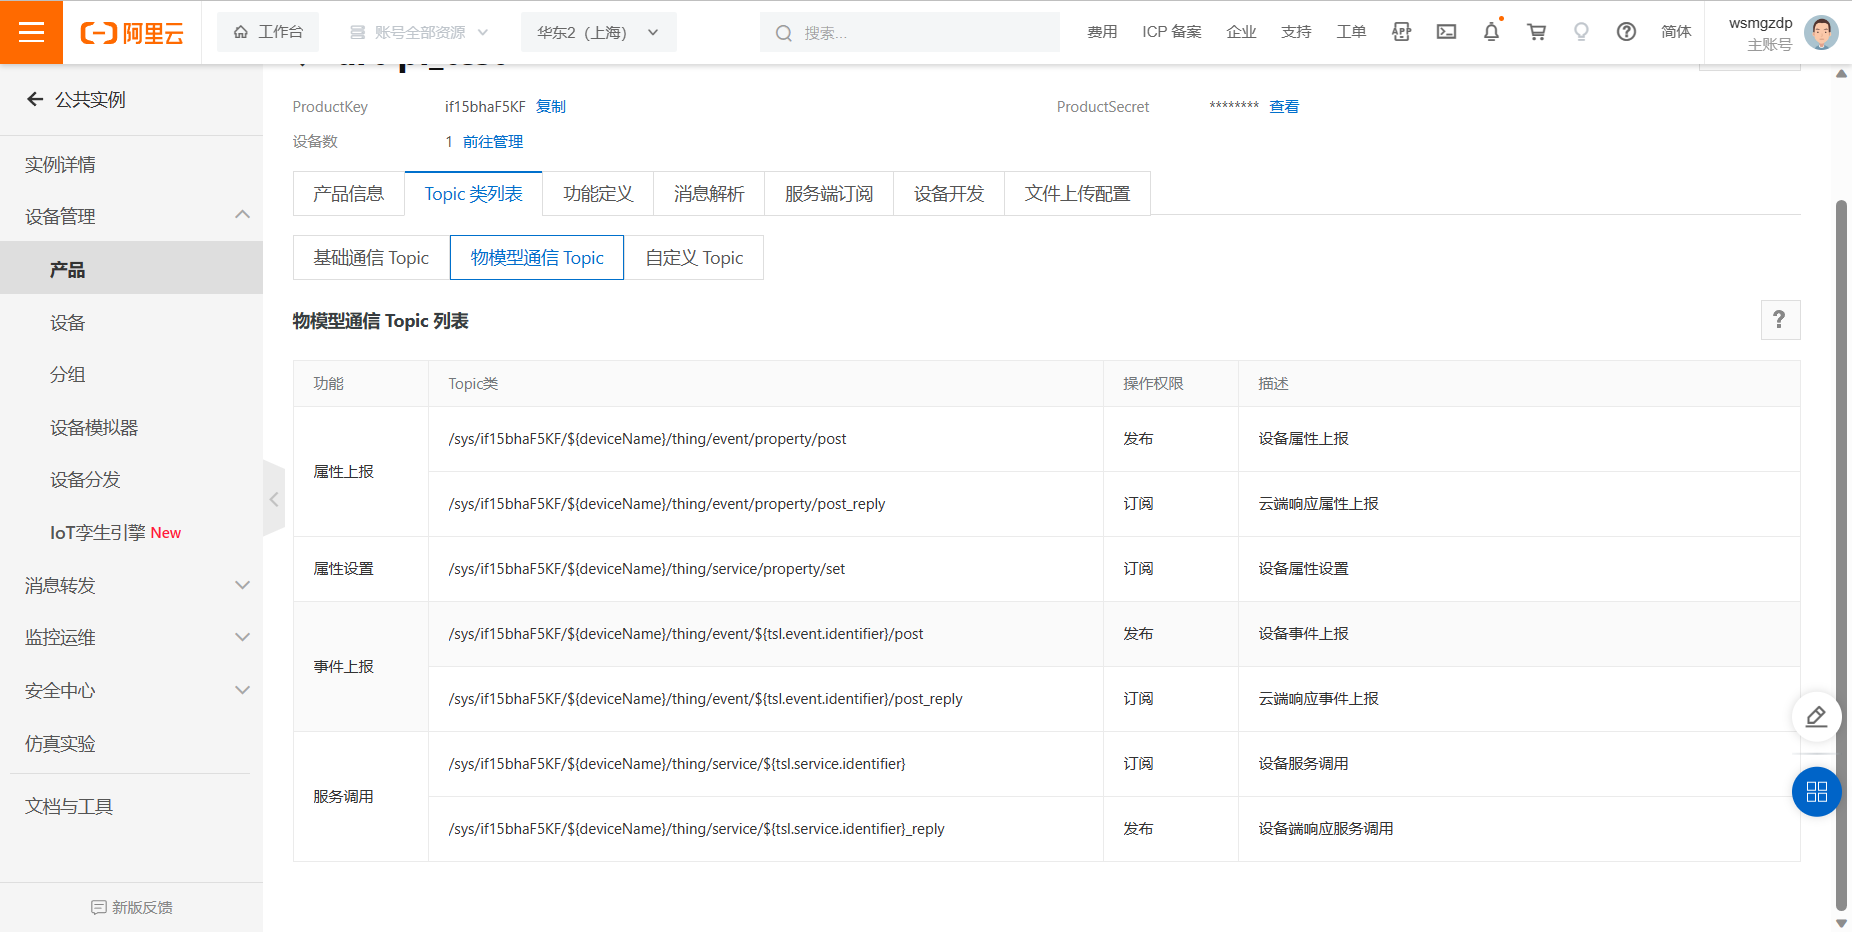 阿里云
工作台
账号全部资源
华东2（上海）
搜索...
费用
ICP 备案
企业
支持
工单
简体
wsmgzdp
主账号
公共实例
实例详情
设备管理
产品
设备
分组
设备模拟器
设备分发
IoT孪生引擎 New
消息转发
监控运维
安全中心
仿真实验
文档与工具
新版反馈
ProductKey
if15bhaF5KF 复制
ProductSecret
******** 查看
设备数
1 前往管理
产品信息
Topic 类列表
功能定义
消息解析
服务端订阅
设备开发
文件上传配置
基础通信 Topic
物模型通信 Topic
自定义 Topic
物模型通信 Topic 列表
?
功能
Topic类
操作权限
描述
属性上报
/sys/if15bhaF5KF/${deviceName}/thing/event/property/post
发布
设备属性上报
/sys/if15bhaF5KF/${deviceName}/thing/event/property/post_reply
订阅
云端响应属性上报
属性设置
/sys/if15bhaF5KF/${deviceName}/thing/service/property/set
订阅
设备属性设置
事件上报
/sys/if15bhaF5KF/${deviceName}/thing/event/${tsl.event.identifier}/post
发布
设备事件上报
/sys/if15bhaF5KF/${deviceName}/thing/event/${tsl.event.identifier}/post_reply
订阅
云端响应事件上报
服务调用
/sys/if15bhaF5KF/${deviceName}/thing/service/${tsl.service.identifier}
订阅
设备服务调用
/sys/if15bhaF5KF/${deviceName}/thing/service/${tsl.service.identifier}_reply
发布
设备端响应服务调用